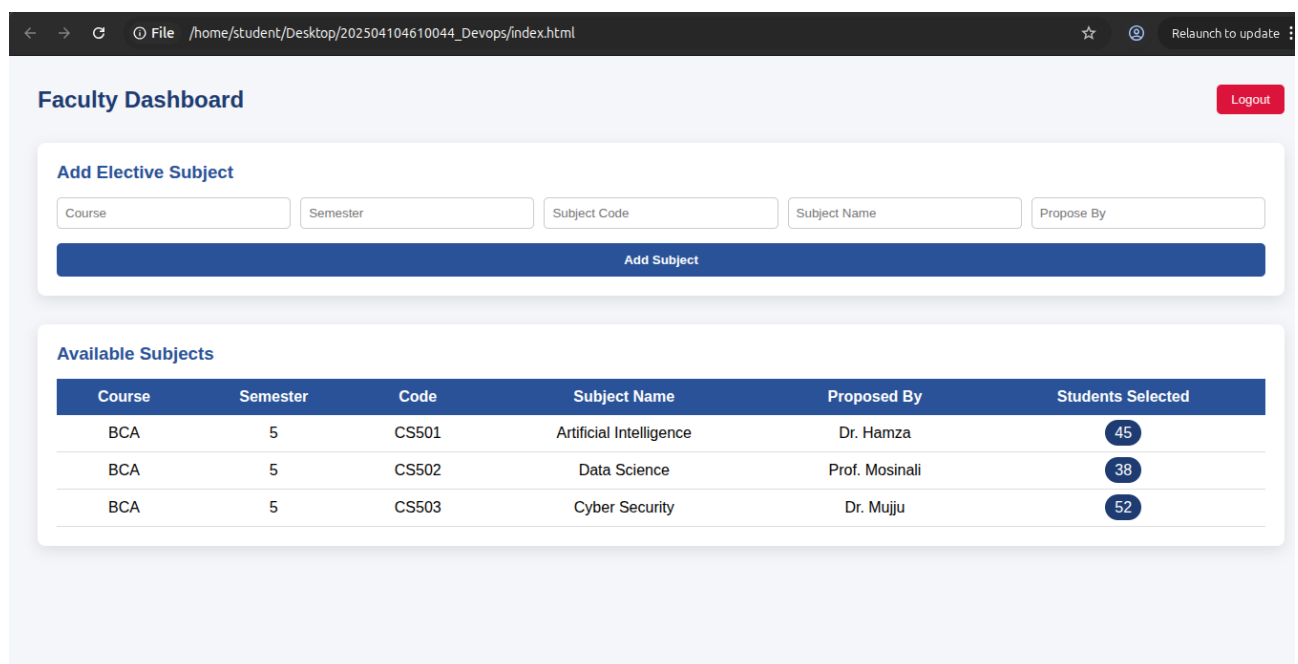 File /home/student/Desktop/202504104610044_Devops/index.html Relaunch to update
Faculty Dashboard Logout
Add Elective Subject
Course Semester Subject Code Subject Name Propose By
Add Subject
Available Subjects
Course Semester Code Subject Name Proposed By Students Selected
BCA 5 CS501 Artificial Intelligence Dr. Hamza 45
BCA 5 CS502 Data Science Prof. Mosinali 38
BCA 5 CS503 Cyber Security Dr. Mujju 52